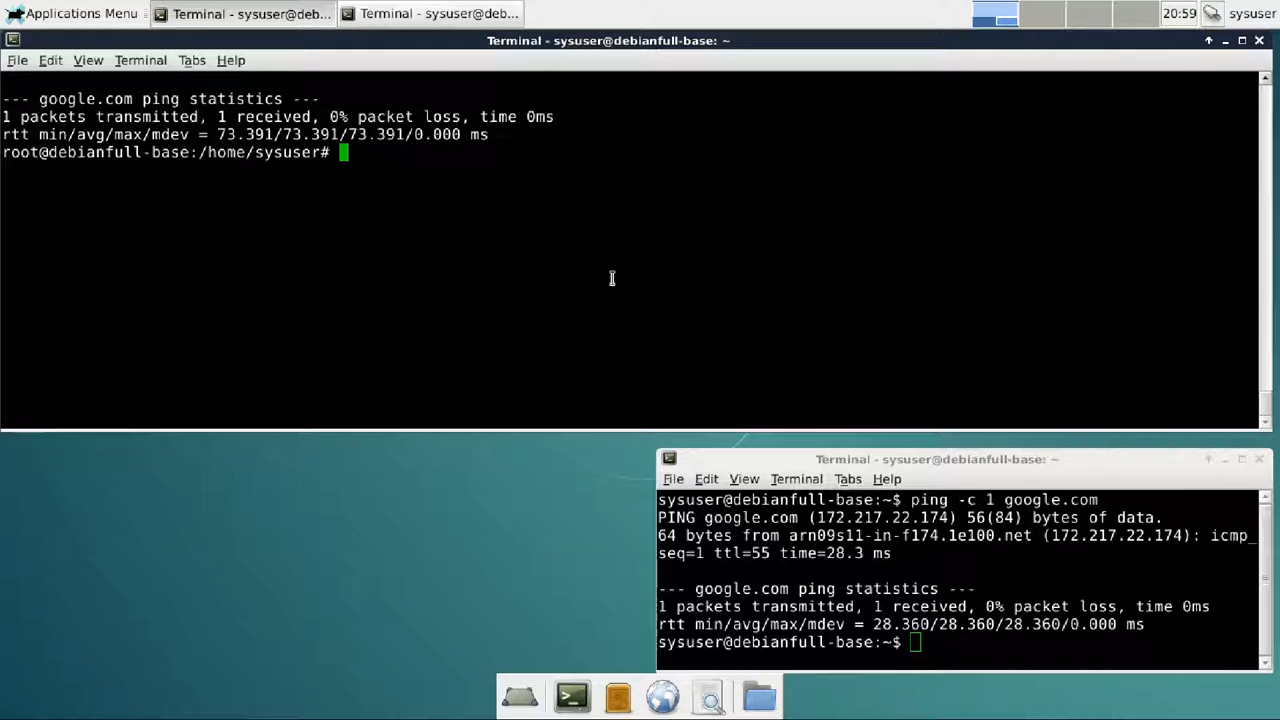 Applications Menu
Terminal - sysuser@deb...
Terminal - sysuser@deb...
20:59
sysuser
Terminal - sysuser@debianfull-base: ~
File Edit View Terminal Tabs Help
--- google.com ping statistics ---
1 packets transmitted, 1 received, 0% packet loss, time 0ms
rtt min/avg/max/mdev = 73.391/73.391/73.391/0.000 ms
root@debianfull-base:/home/sysuser#
Terminal - sysuser@debianfull-base: ~
File Edit View Terminal Tabs Help
sysuser@debianfull-base:~$ ping -c 1 google.com
PING google.com (172.217.22.174) 56(84) bytes of data.
64 bytes from arn09s11-in-f174.1e100.net (172.217.22.174): icmp_
seq=1 ttl=55 time=28.3 ms
--- google.com ping statistics ---
1 packets transmitted, 1 received, 0% packet loss, time 0ms
rtt min/avg/max/mdev = 28.360/28.360/28.360/0.000 ms
sysuser@debianfull-base:~$